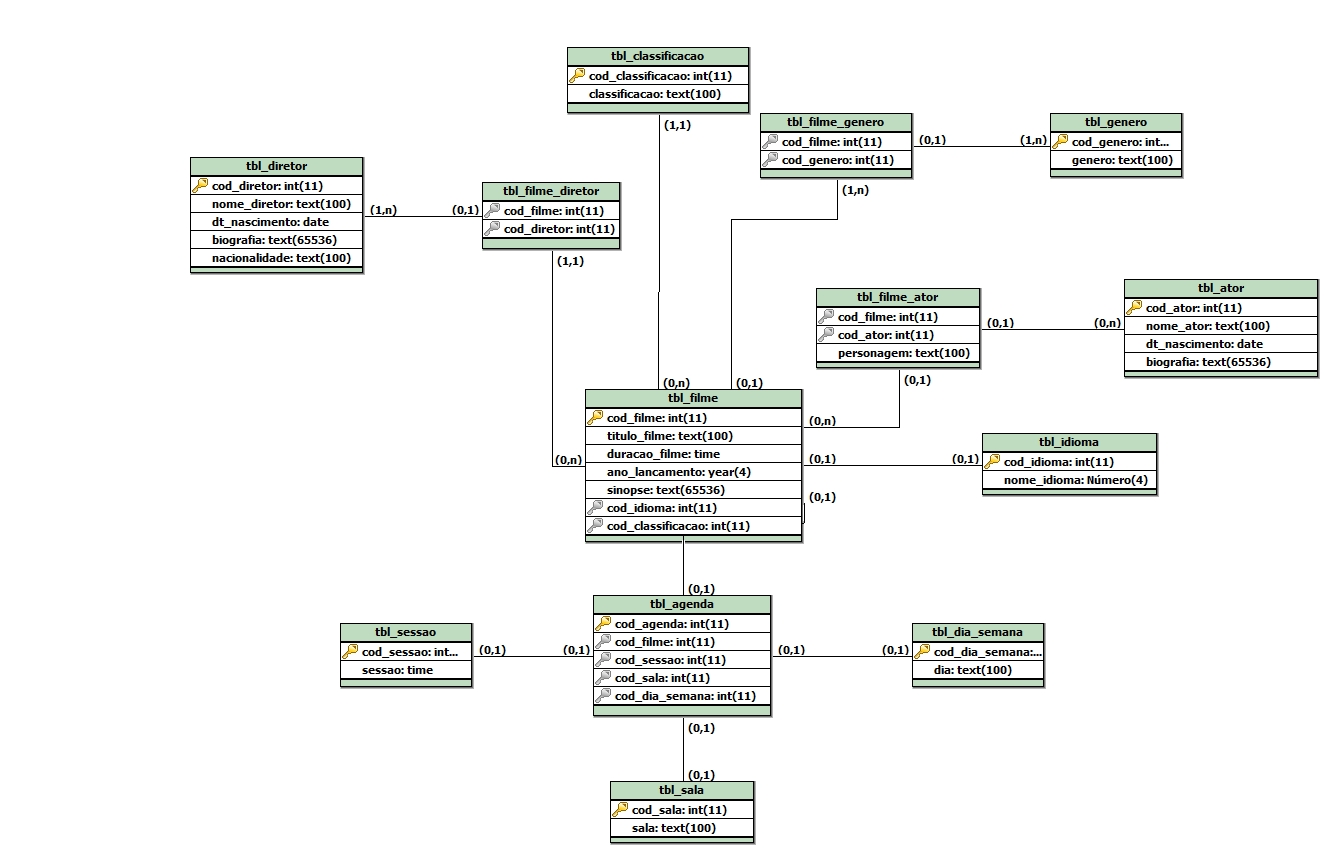 tbl_classificacao
cod_classificacao: int(11)
classificacao: text(100)
(1,1)
tbl_filme_genero
cod_filme: int(11)
cod_genero: int(11)
(0,1)
(1,n)
(1,n)
tbl_genero
cod_genero: int...
genero: text(100)
tbl_diretor
cod_diretor: int(11)
nome_diretor: text(100)
dt_nascimento: date
biografia: text(65536)
nacionalidade: text(100)
(1,n)
(0,1)
tbl_filme_diretor
cod_filme: int(11)
cod_diretor: int(11)
(1,1)
(0,n)
tbl_filme_ator
cod_filme: int(11)
cod_ator: int(11)
personagem: text(100)
(0,1)
(0,n)
(0,1)
tbl_ator
cod_ator: int(11)
nome_ator: text(100)
dt_nascimento: date
biografia: text(65536)
(0,n)
(0,1)
tbl_filme
cod_filme: int(11)
titulo_filme: text(100)
duracao_filme: time
ano_lancamento: year(4)
sinopse: text(65536)
cod_idioma: int(11)
cod_classificacao: int(11)
(0,n)
(0,1)
(0,1)
(0,1)
tbl_idioma
cod_idioma: int(11)
nome_idioma: Número(4)
(0,1)
tbl_agenda
cod_agenda: int(11)
cod_filme: int(11)
cod_sessao: int(11)
cod_sala: int(11)
cod_dia_semana: int(11)
tbl_sessao
cod_sessao: int...
sessao: time
(0,1)
(0,1)
(0,1)
(0,1)
tbl_dia_semana
cod_dia_semana:...
dia: text(100)
(0,1)
(0,1)
tbl_sala
cod_sala: int(11)
sala: text(100)